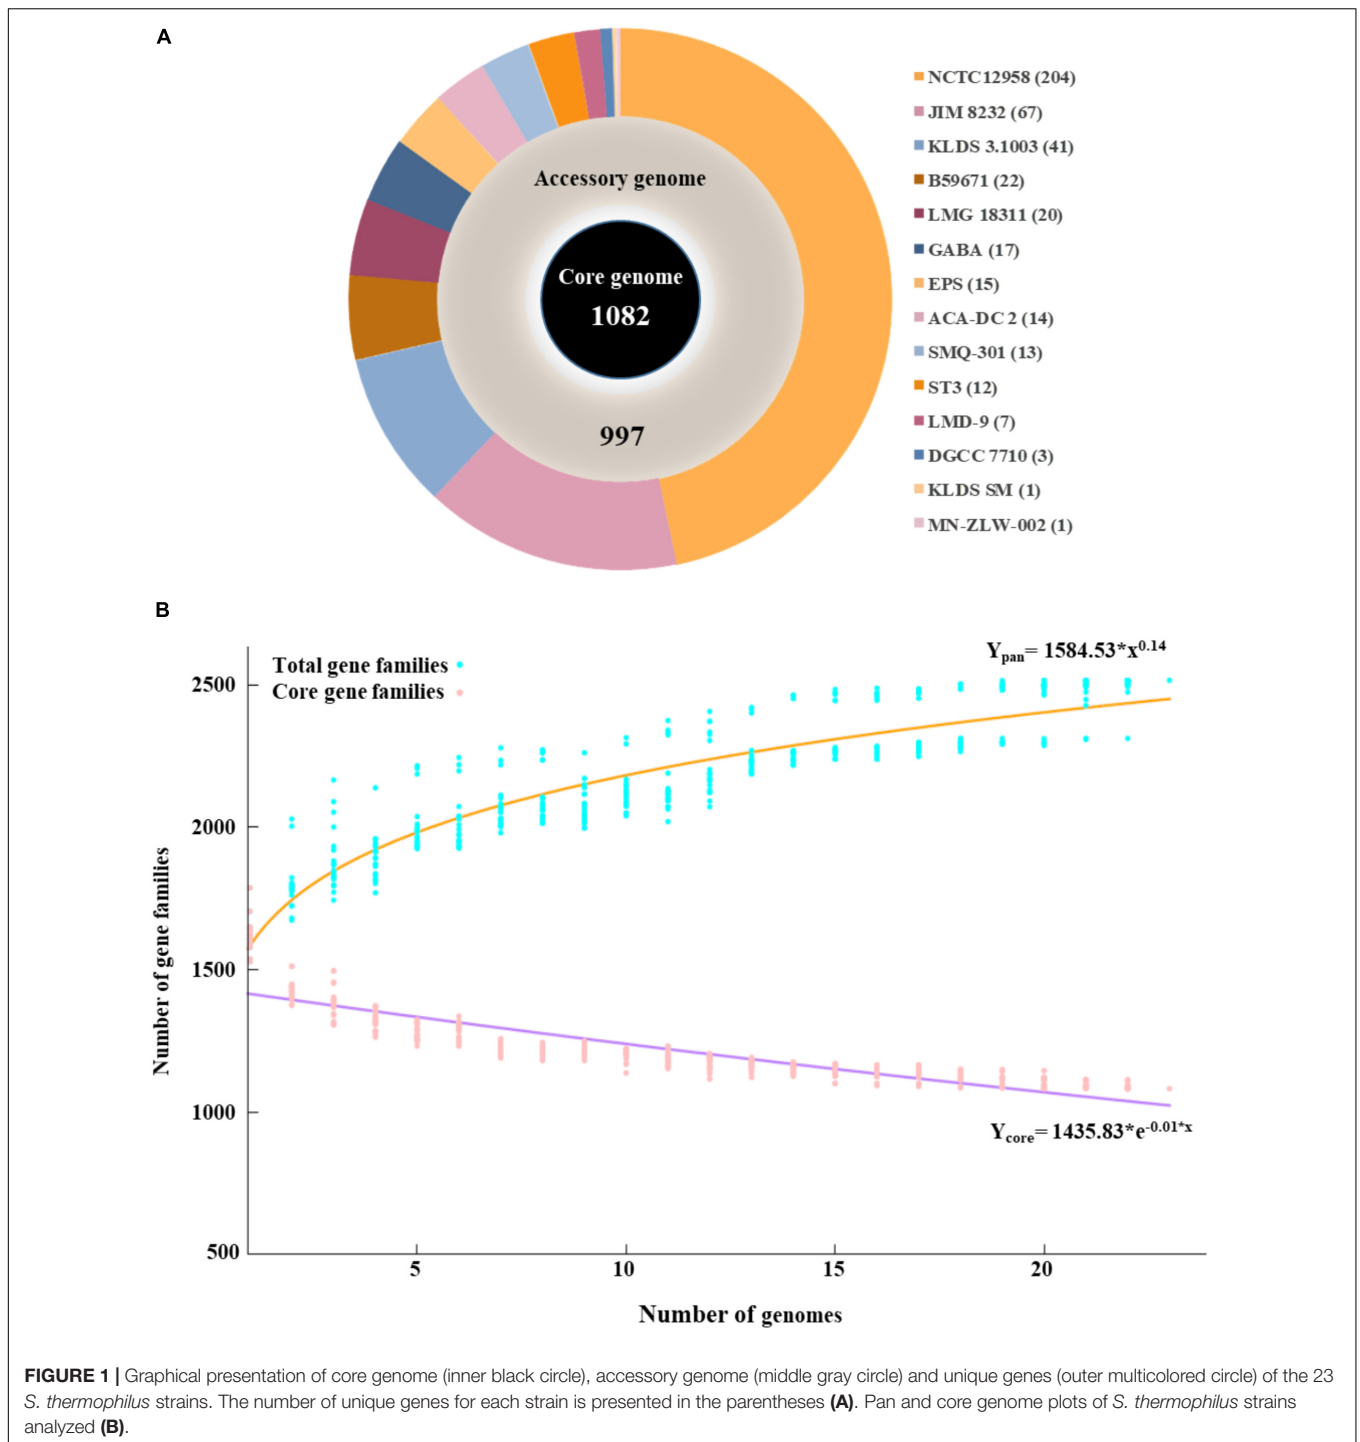 A
NCTC12958 (204)
JIM 8232 (67)
KLDS 3.1003 (41)
B59671 (22)
LMG 18311 (20)
GABA (17)
EPS (15)
ACA-DC 2 (14)
SMQ-301 (13)
ST3 (12)
LMD-9 (7)
DGCC 7710 (3)
KLDS SM (1)
MN-ZLW-002 (1)
Accessory genome
Core genome
1082
997
B
Ypan= 1584.53*x^0.14
Total gene families
Core gene families
2500
2000
1500
1000
500
Number of gene families
Ycore= 1435.83*e^-0.01*x
5 10 15 20
Number of genomes
FIGURE 1 | Graphical presentation of core genome (inner black circle), accessory genome (middle gray circle) and unique genes (outer multicolored circle) of the 23
S. thermophilus strains. The number of unique genes for each strain is presented in the parentheses (A). Pan and core genome plots of S. thermophilus strains
analyzed (B).